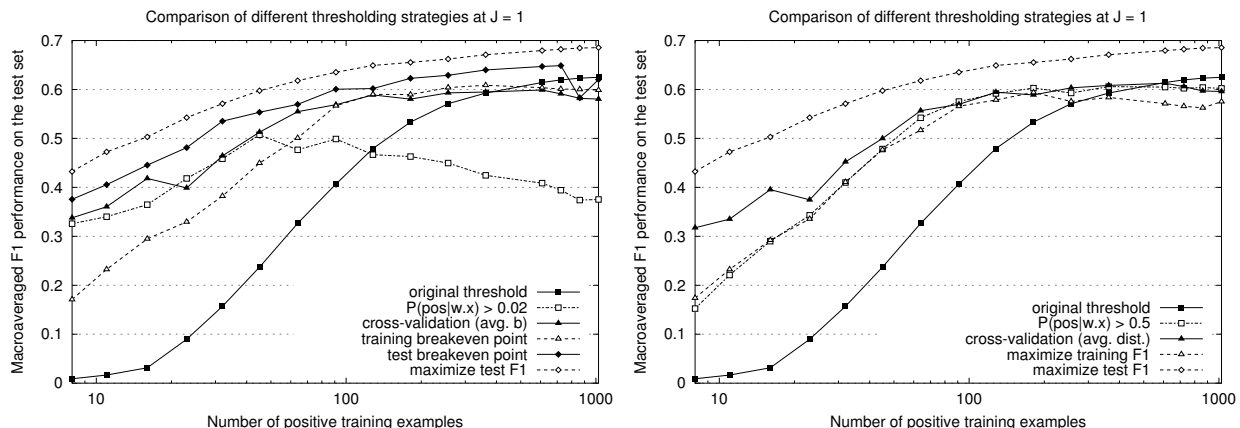 Comparison of different thresholding strategies at J = 1
Macroaveraged F1 performance on the test set
0.7
0.6
0.5
0.4
0.3
0.2
0.1
0
10
100
1000
Number of positive training examples
original threshold
P(pos|w.x) > 0.02
cross-validation (avg. b)
training breakeven point
test breakeven point
maximize test F1
Comparison of different thresholding strategies at J = 1
Macroaveraged F1 performance on the test set
0.7
0.6
0.5
0.4
0.3
0.2
0.1
0
10
100
1000
Number of positive training examples
original threshold
P(pos|w.x) > 0.5
cross-validation (avg. dist.)
maximize training F1
maximize test F1